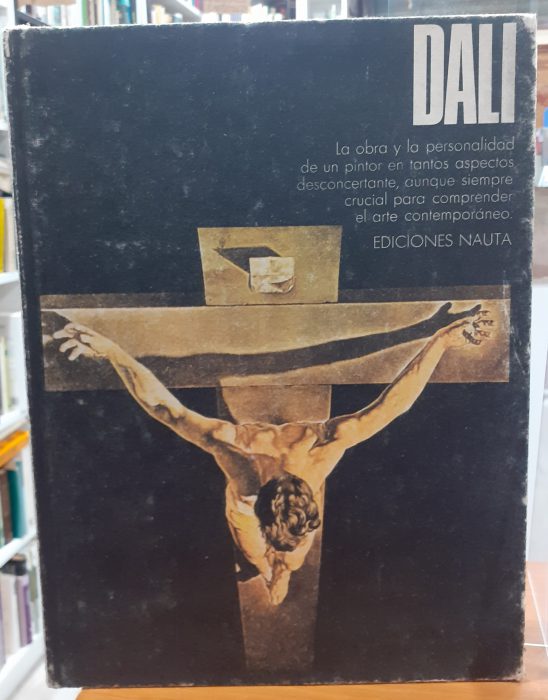 DALI
La obra y la personalidad
de un pintor en tantos aspectos
desconcertante, aunque siempre
crucial para comprender
el arte contemporáneo.
EDICIONES NAUTA